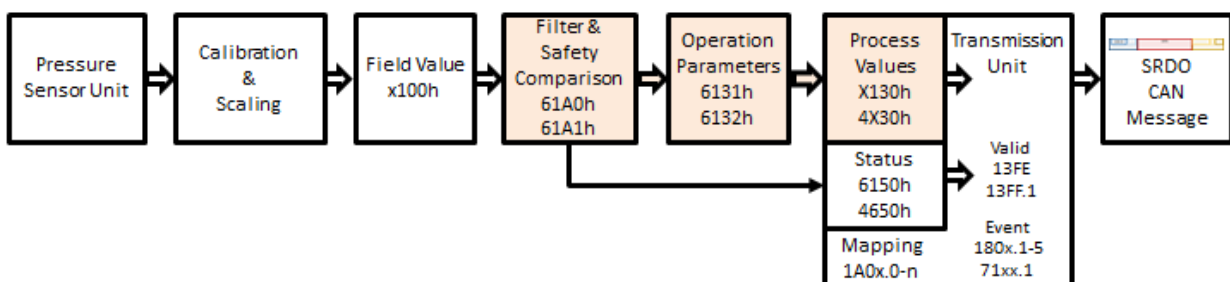 Pressure
Sensor Unit
Calibration
&
Scaling
Field Value
x100h
Filter &
Safety
Comparison
61A0h
61A1h
Operation
Parameters
6131h
6132h
Process
Values
X130h
4X30h
Status
6150h
4650h
Mapping
1A0x.0-n
Transmission
Unit
Valid
13FE
13FF.1
Event
180x.1-5
71xx.1
SRDO
CAN
Message